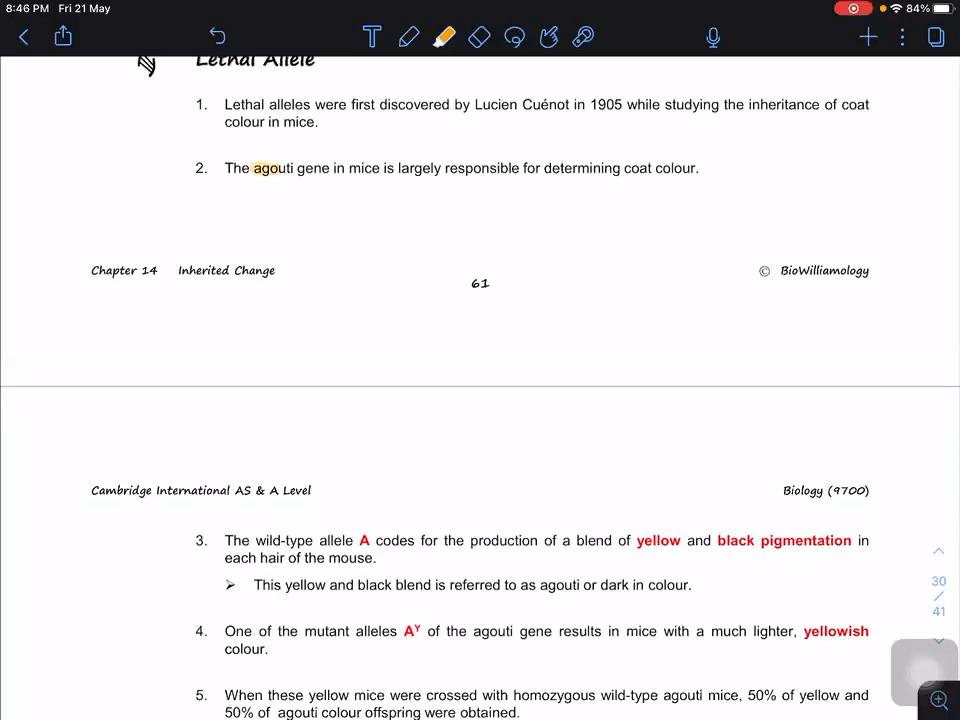 8:46 PM Fri 21 May
84%
Lethal Allele
1. Lethal alleles were first discovered by Lucien Cuénot in 1905 while studying the inheritance of coat
colour in mice.
2. The agouti gene in mice is largely responsible for determining coat colour.
Chapter 14 Inherited Change
© BioWilliamology
61
Cambridge International AS & A Level
Biology (9700)
3. The wild-type allele A codes for the production of a blend of yellow and black pigmentation in
each hair of the mouse.
➢ This yellow and black blend is referred to as agouti or dark in colour.
4. One of the mutant alleles Aʸ of the agouti gene results in mice with a much lighter, yellowish
colour.
5. When these yellow mice were crossed with homozygous wild-type agouti mice, 50% of yellow and
50% of agouti colour offspring were obtained.
30
/
41